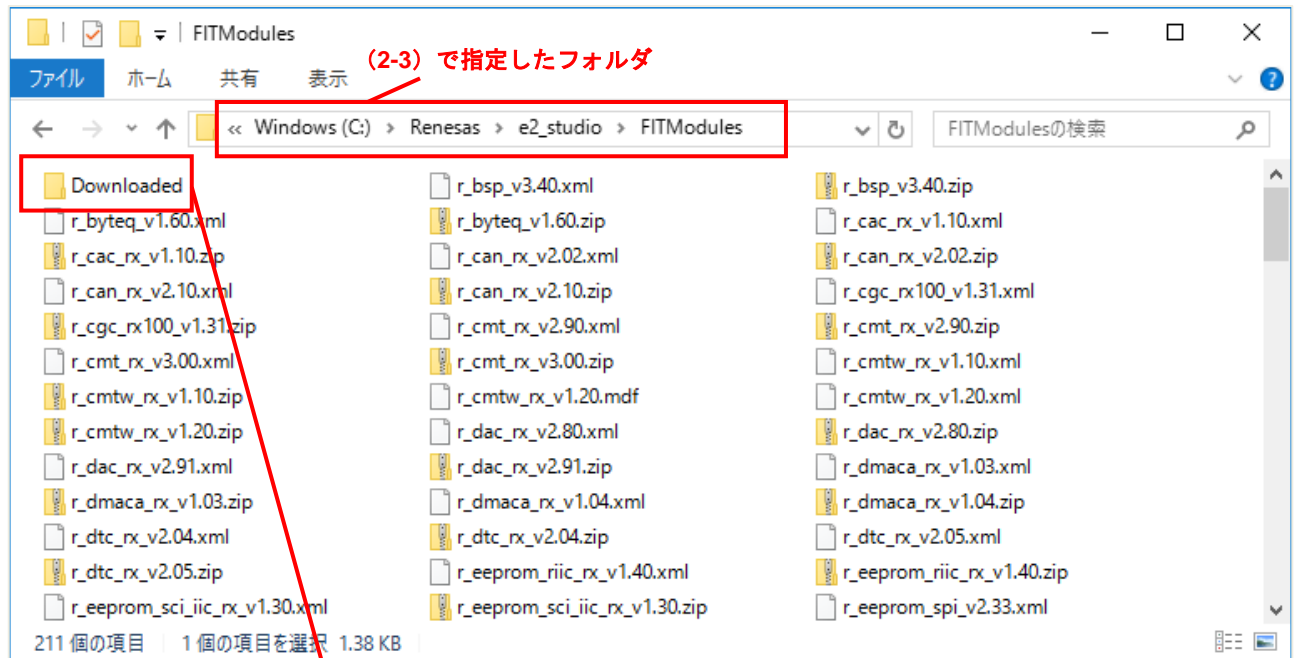 FITModules
(2-3)で指定したフォルダ
ファイル ホーム 共有 表示
« Windows (C:) › Renesas › e2_studio › FITModules FITModulesの検索
Downloaded r_bsp_v3.40.xml r_bsp_v3.40.zip
r_byteq_v1.60.xml r_byteq_v1.60.zip r_cac_rx_v1.10.xml
r_cac_rx_v1.10.zip r_can_rx_v2.02.xml r_can_rx_v2.02.zip
r_can_rx_v2.10.xml r_can_rx_v2.10.zip r_cgc_rx100_v1.31.xml
r_cgc_rx100_v1.31.zip r_cmt_rx_v2.90.xml r_cmt_rx_v2.90.zip
r_cmt_rx_v3.00.xml r_cmt_rx_v3.00.zip r_cmtw_rx_v1.10.xml
r_cmtw_rx_v1.10.zip r_cmtw_rx_v1.20.mdf r_cmtw_rx_v1.20.xml
r_cmtw_rx_v1.20.zip r_dac_rx_v2.80.xml r_dac_rx_v2.80.zip
r_dac_rx_v2.91.xml r_dac_rx_v2.91.zip r_dmaca_rx_v1.03.xml
r_dmaca_rx_v1.03.zip r_dmaca_rx_v1.04.xml r_dmaca_rx_v1.04.zip
r_dtc_rx_v2.04.xml r_dtc_rx_v2.04.zip r_dtc_rx_v2.05.xml
r_dtc_rx_v2.05.zip r_eeprom_riic_rx_v1.40.xml r_eeprom_riic_rx_v1.40.zip
r_eeprom_sci_iic_rx_v1.30.xml r_eeprom_sci_iic_rx_v1.30.zip r_eeprom_spi_v2.33.xml
211 個の項目 1 個の項目を選択 1.38 KB